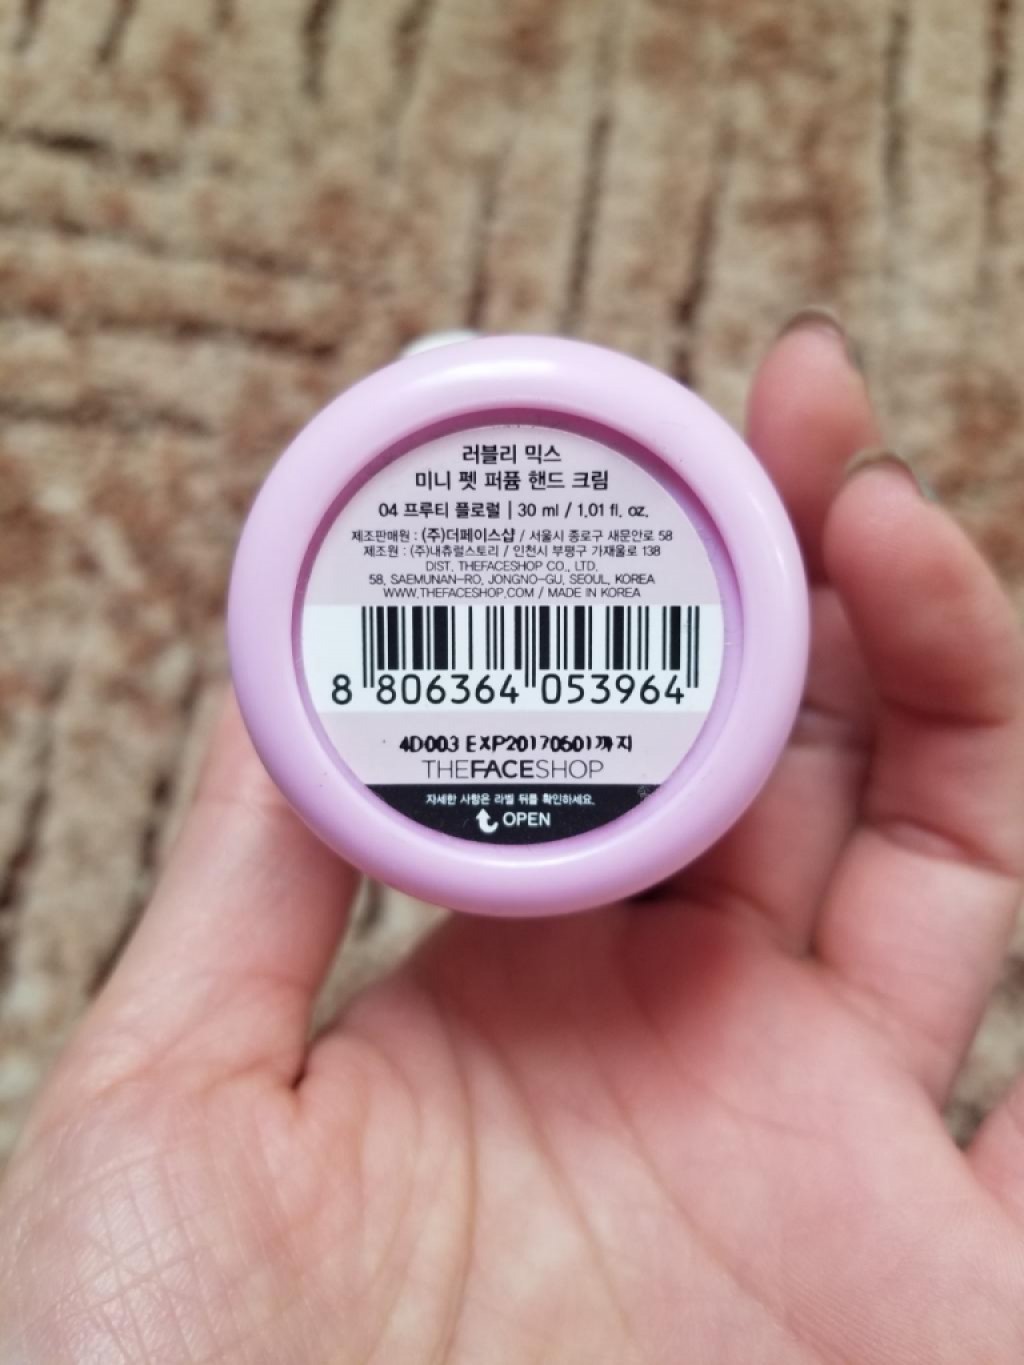 러블리 믹스
미니 펫 퍼퓸 핸드 크림
04 프루티 플로럴 | 30 ml / 1.01 fl. oz.
제조판매원 : (주)더페이스샵 / 서울시 종로구 새문안로 58
제조원 : (주)내츄럴스토리 / 인천시 부평구 가재울로 138
DIST. THEFACESHOP CO., LTD.
58, SAEMUNAN-RO, JONGNO-GU, SEOUL, KOREA
WWW.THEFACESHOP.COM / MADE IN KOREA
8 806364 053964
4D003 EXP20170601까지
THEFACESHOP
자세한 사항은 라벨 뒤를 확인하세요.
OPEN